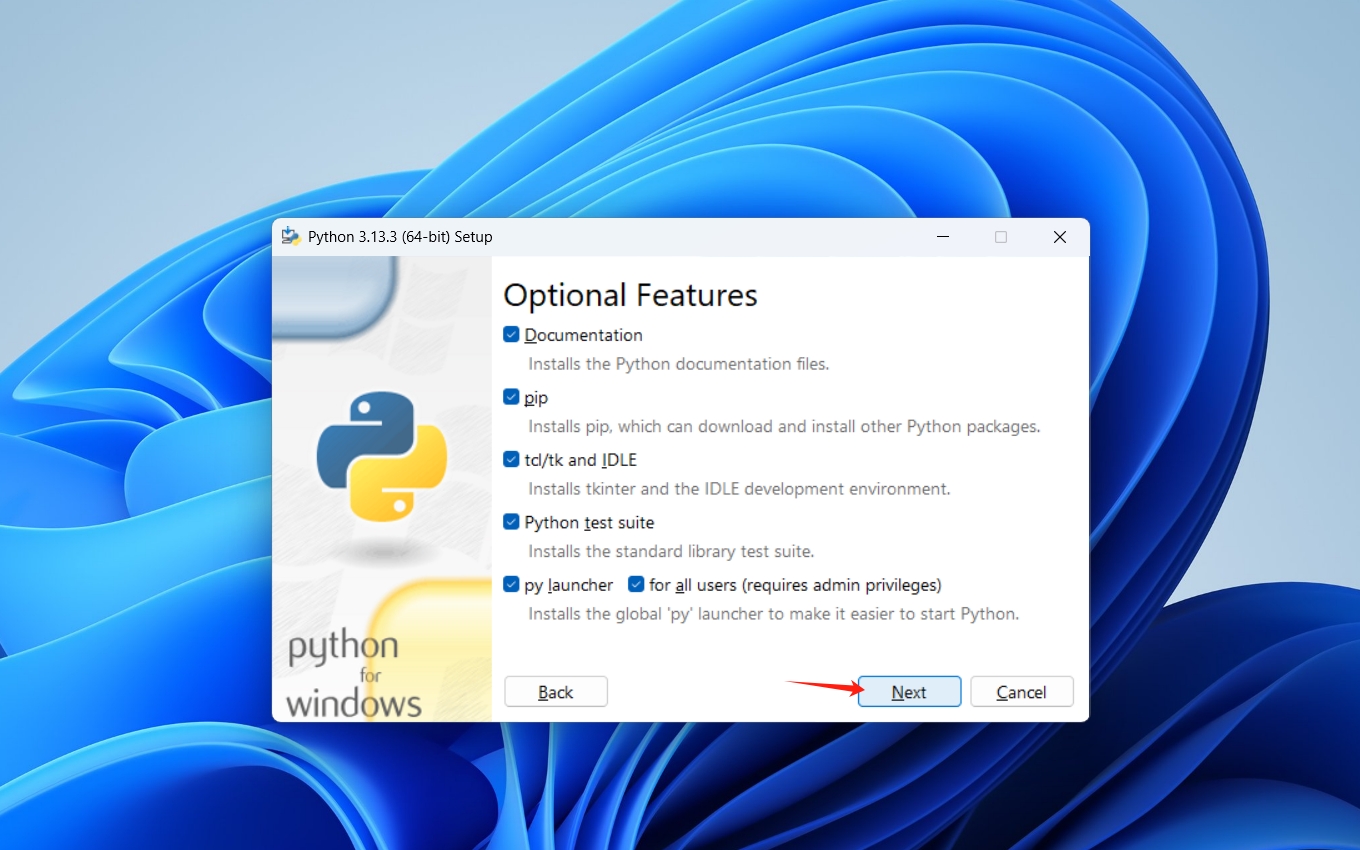 Python 3.13.3 (64-bit) Setup
Optional Features
Documentation
Installs the Python documentation files.
pip
Installs pip, which can download and install other Python packages.
tcl/tk and IDLE
Installs tkinter and the IDLE development environment.
Python test suite
Installs the standard library test suite.
py launcher for all users (requires admin privileges)
Installs the global 'py' launcher to make it easier to start Python.
python
for
windows
Back Next Cancel